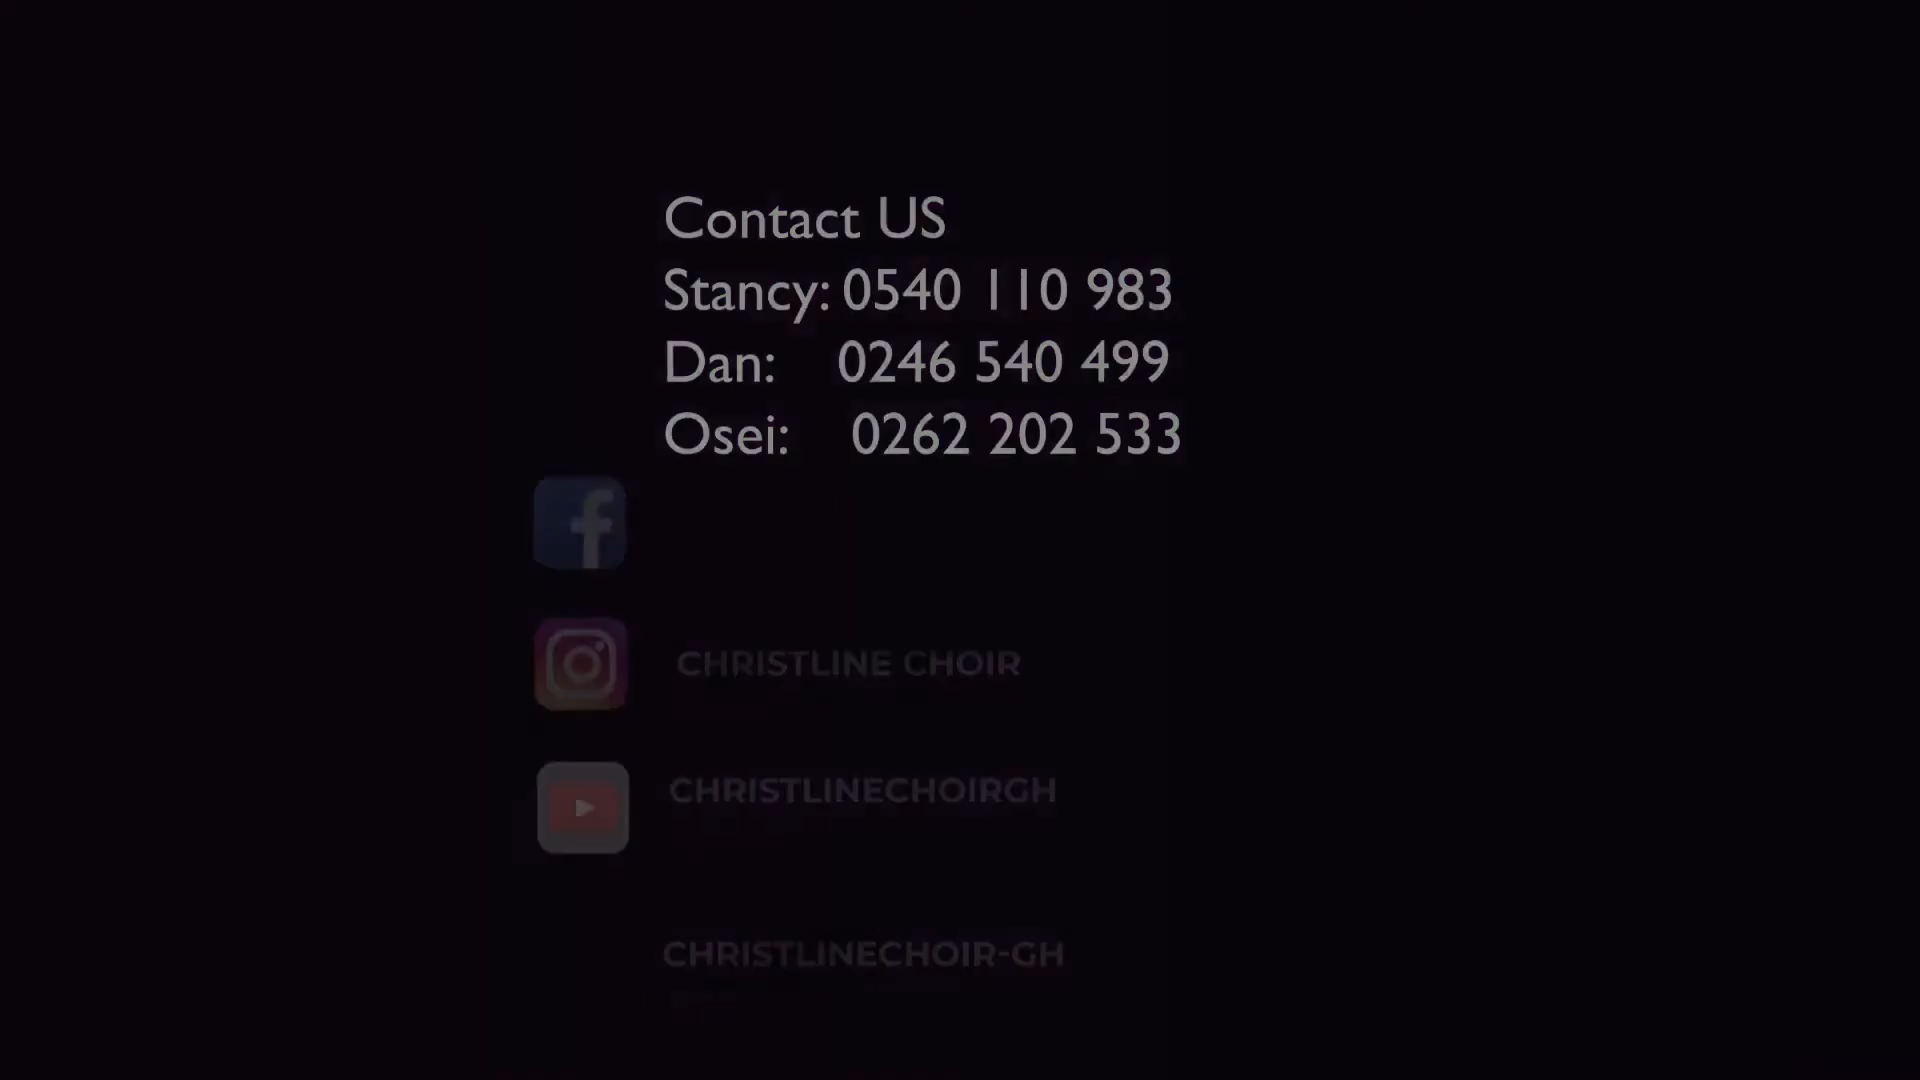 Contact US
Stancy: 0540 110 983
Dan: 0246 540 499
Osei: 0262 202 533
CHRISTLINE CHOIR
CHRISTLINECHOIRGH
CHRISTLINECHOIR-GH